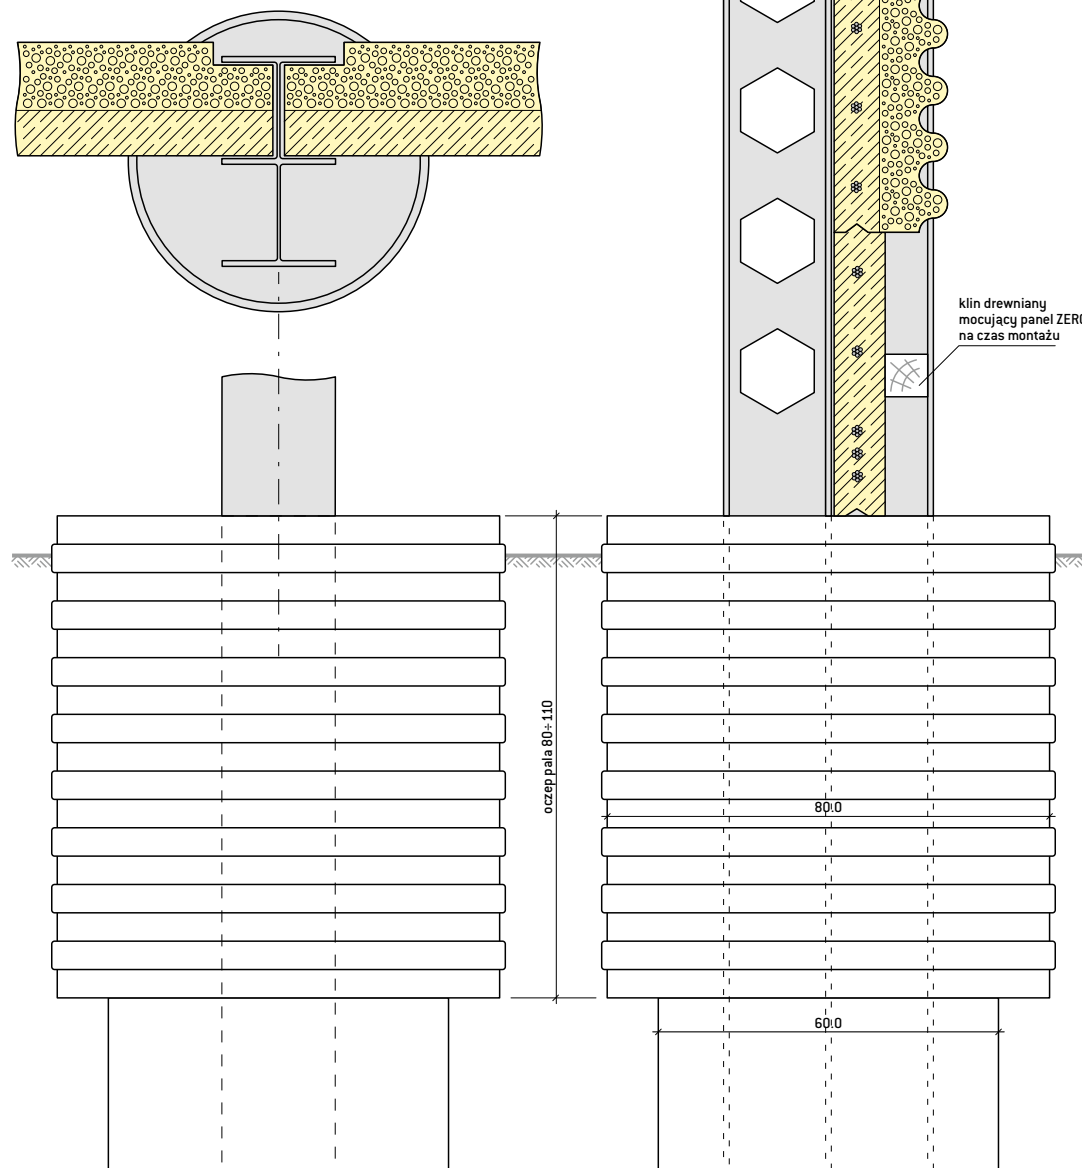 klin drewniany
mocujący panel ZERO
na czas montażu
oczep pala 80÷110
80.0
60.0